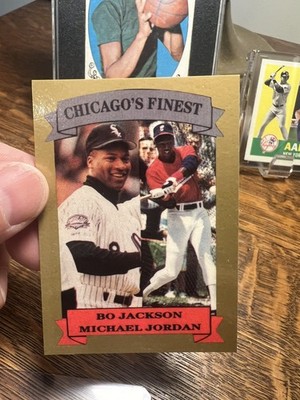 CHICAGO'S FINEST
BO JACKSON
MICHAEL JORDAN